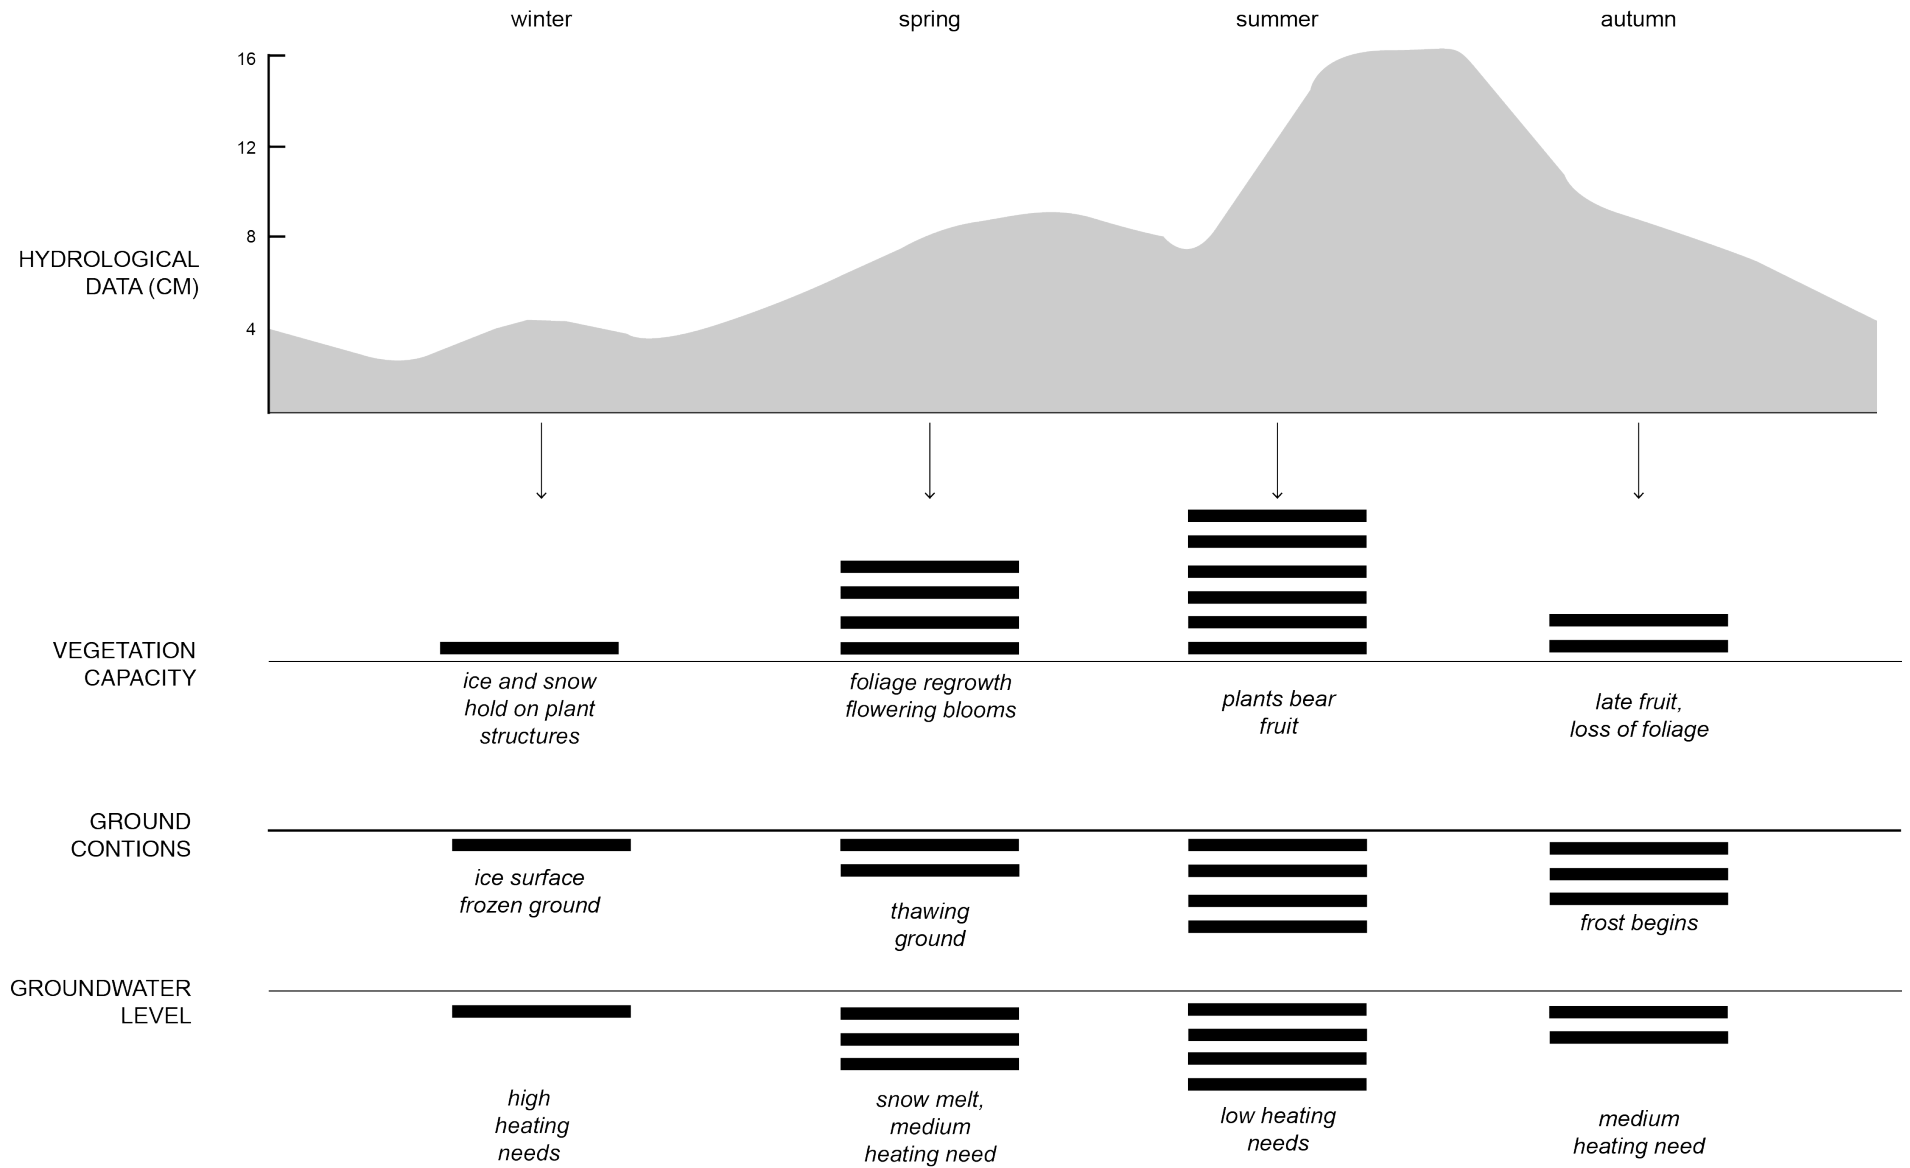 winter
spring
summer
autumn
16
12
8
4
HYDROLOGICAL
DATA (CM)
VEGETATION
CAPACITY
ice and snow
hold on plant
structures
foliage regrowth
flowering blooms
plants bear
fruit
late fruit,
loss of foliage
GROUND
CONTIONS
ice surface
frozen ground
thawing
ground
frost begins
GROUNDWATER
LEVEL
high
heating
needs
snow melt,
medium
heating need
low heating
needs
medium
heating need